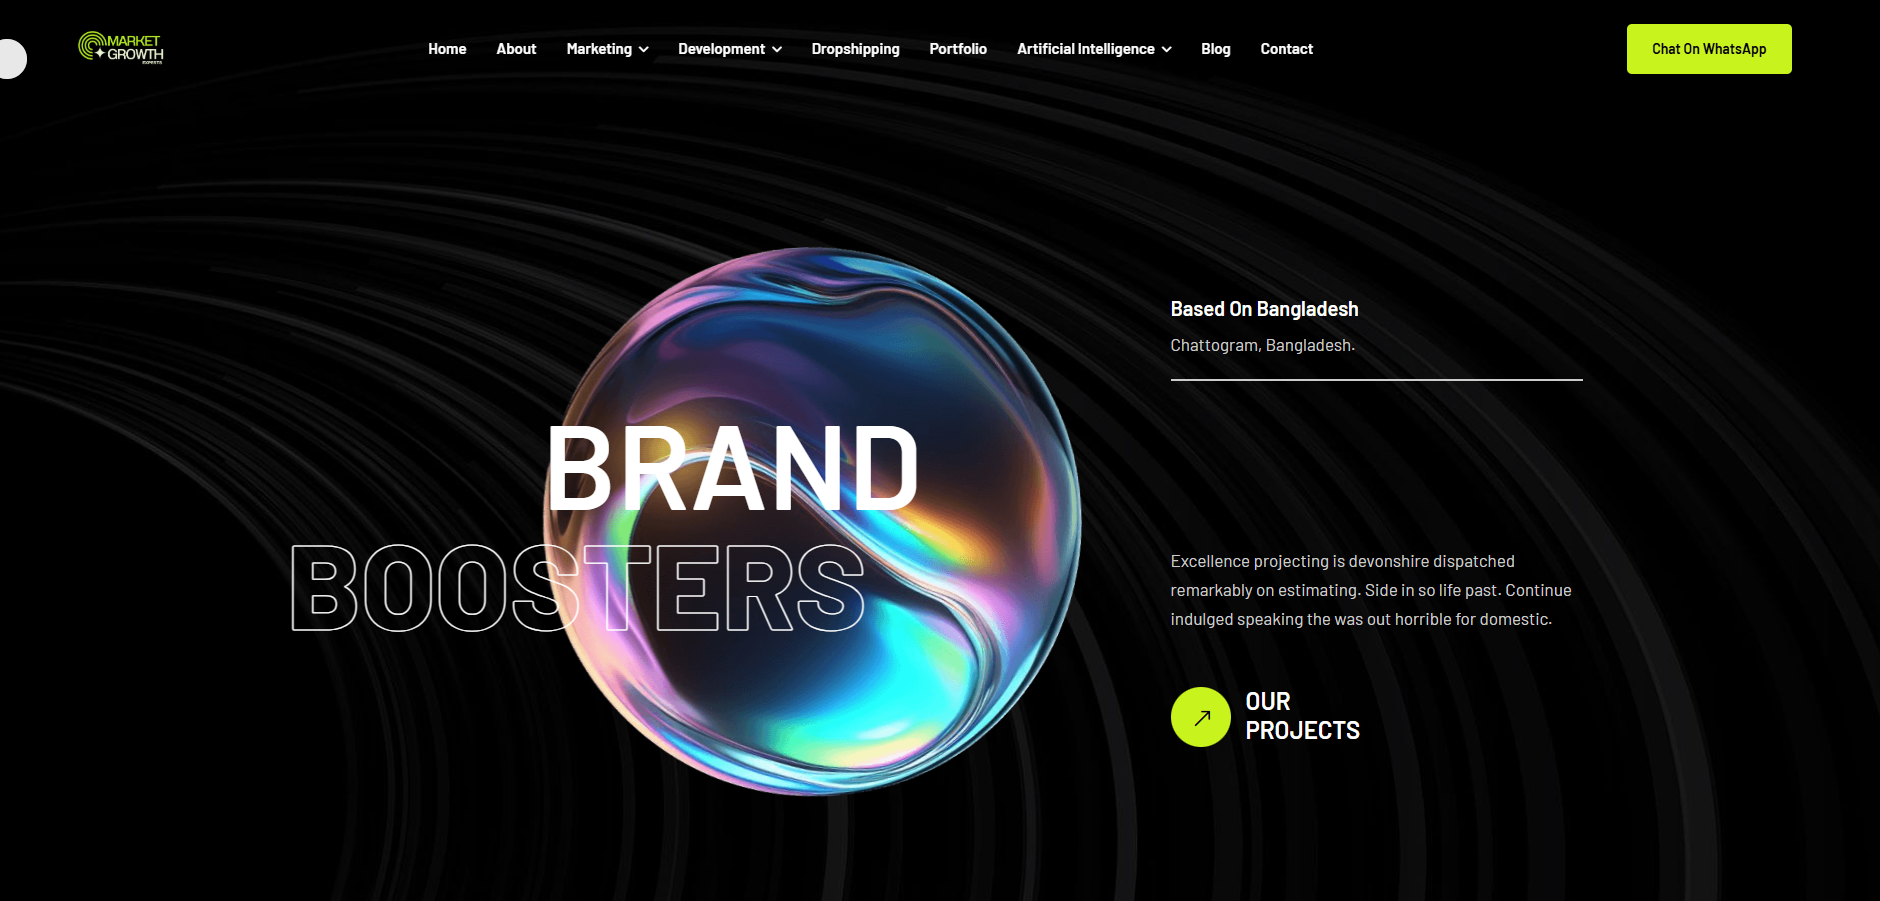 MARKET
GROWTH
EXPERTS
Home About Marketing Development Dropshipping Portfolio Artificial Intelligence Blog Contact
Chat On WhatsApp
BRAND
BOOSTERS
Based On Bangladesh
Chattogram, Bangladesh.
Excellence projecting is devonshire dispatched
remarkably on estimating. Side in so life past. Continue
indulged speaking the was out horrible for domestic.
OUR
PROJECTS